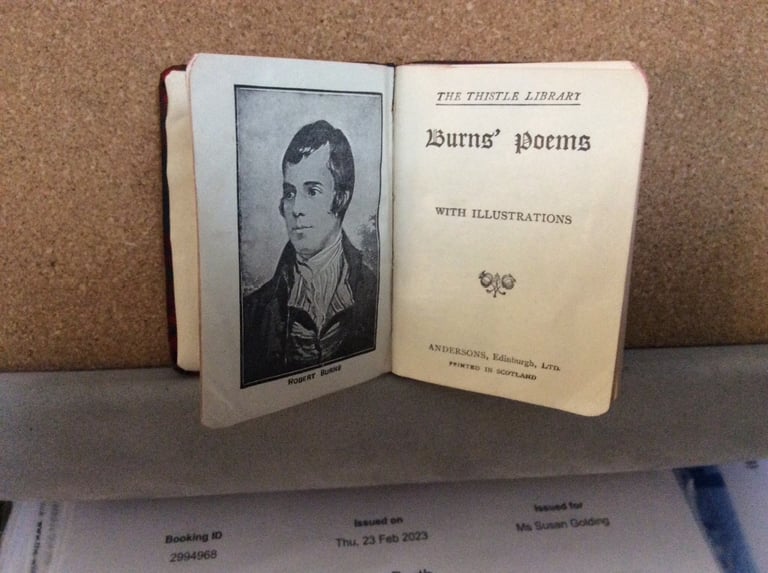 THE THISTLE LIBRARY
Burns' Poems
WITH ILLUSTRATIONS
ANDERSONS, Edinburgh, LTD.
PRINTED IN SCOTLAND
ROBERT BURNS
Booking ID
2994968
Issued on
Thu, 23 Feb 2023
Issued for
Ms Susan Golding